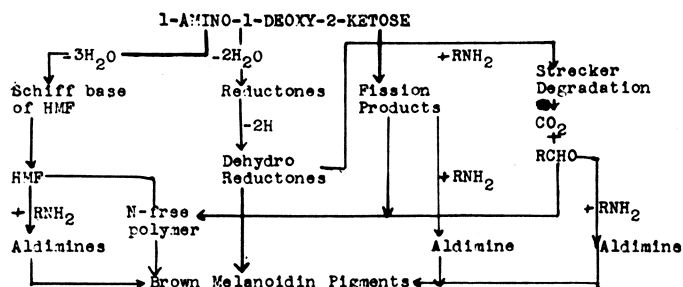 1-AMINO-1-DEOXY-2-KETOSE
-3H2O
-2H2O
+RNH2
Schiff base
of HMF
Reductones
Fission
Products
Strecker
Degradation
-2H
CO2
+
RCHO
Dehydro
Reductones
HMF
+RNH2
+RNH2
N-free
polymer
+RNH2
Aldimines
Aldimine
Aldimine
Brown Melanoidin Pigments